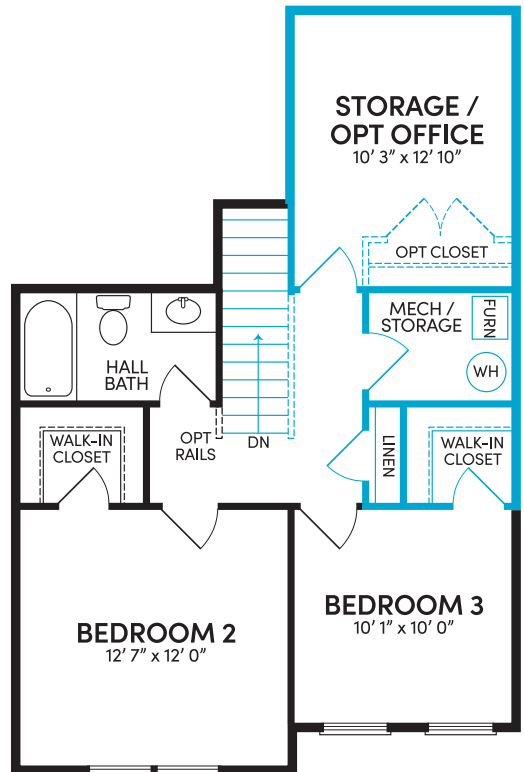 STORAGE /
OPT OFFICE
10' 3" x 12' 10"
OPT CLOSET
MECH /
STORAGE
FURN
WH
HALL
BATH
WALK-IN
CLOSET
OPT
RAILS
DN
LINEN
WALK-IN
CLOSET
BEDROOM 2
12' 7" x 12' 0"
BEDROOM 3
10' 1" x 10' 0"